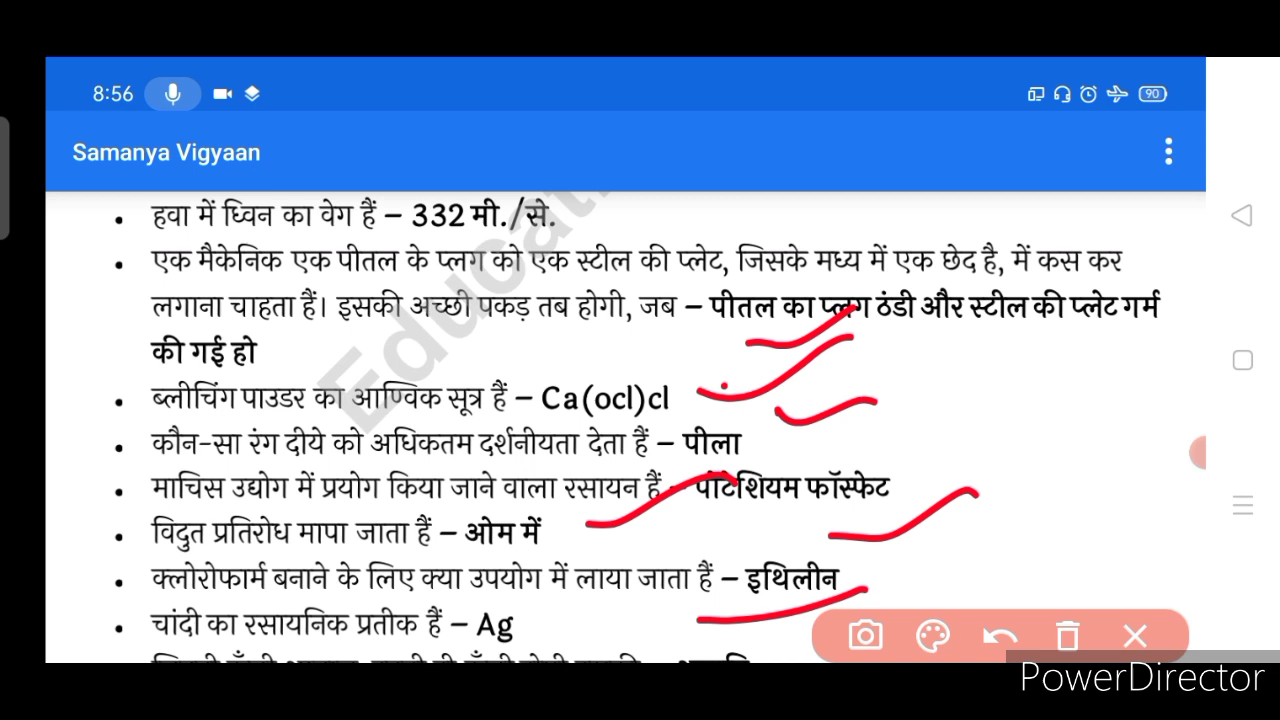 8:56
90
Samanya Vigyaan
Educati
• हवा में ध्विन का वेग हैं – 332 मी./से.
• एक मैकेनिक एक पीतल के प्लग को एक स्टील की प्लेट, जिसके मध्य में एक छेद है, में कस कर
लगाना चाहता हैं। इसकी अच्छी पकड़ तब होगी, जब – पीतल का प्लग ठंडी और स्टील की प्लेट गर्म
की गई हो
• ब्लीचिंग पाउडर का आण्विक सूत्र हैं – Ca(ocl)cl
• कौन-सा रंग दीये को अधिकतम दर्शनीयता देता हैं – पीला
• माचिस उद्योग में प्रयोग किया जाने वाला रसायन हैं – पोटेशियम फॉस्फेट
• विदुत प्रतिरोध मापा जाता हैं – ओम में
• क्लोरोफार्म बनाने के लिए क्या उपयोग में लाया जाता हैं – इथिलीन
• चांदी का रसायनिक प्रतीक हैं – Ag
PowerDirector